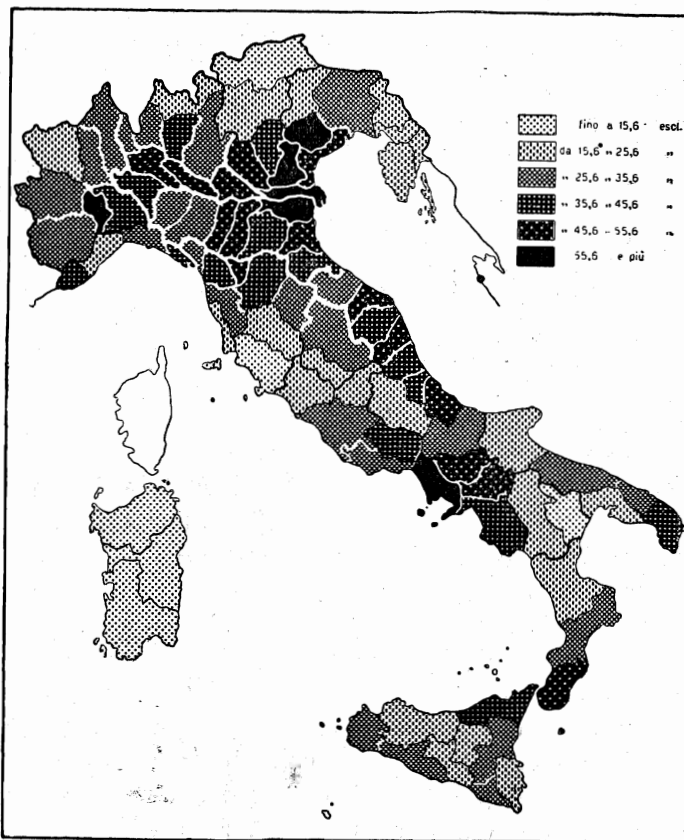 fino a 15,6 escl.
da 15,6 " 25,6 "
" 25,6 " 35,6 "
" 35,6 " 45,6 "
" 45,6 - 55,6 "
55,6 e più